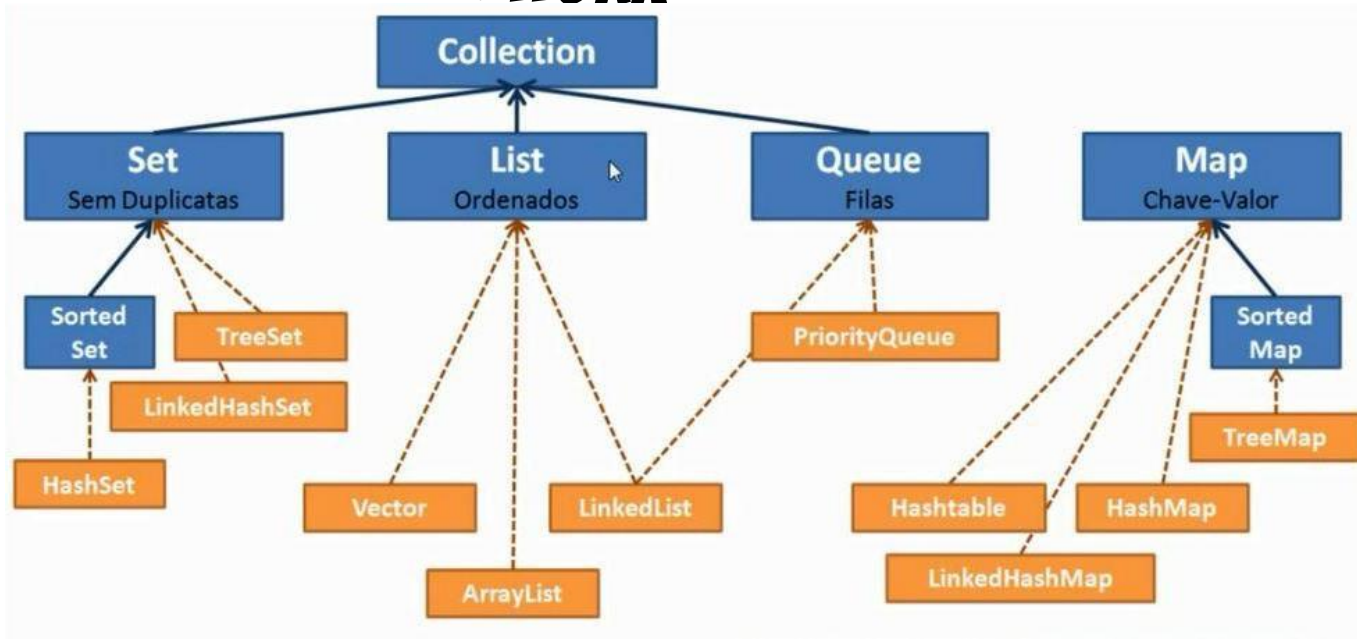 Collection
Set
Sem Duplicatas
List
Ordenados
Queue
Filas
Map
Chave-Valor
Sorted
Set
TreeSet
LinkedHashSet
HashSet
PriorityQueue
Vector
LinkedList
ArrayList
Sorted
Map
TreeMap
Hashtable
HashMap
LinkedHashMap